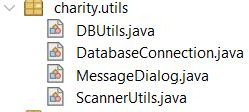 charity.utils
DBUtils.java
DatabaseConnection.java
MessageDialog.java
ScannerUtils.java